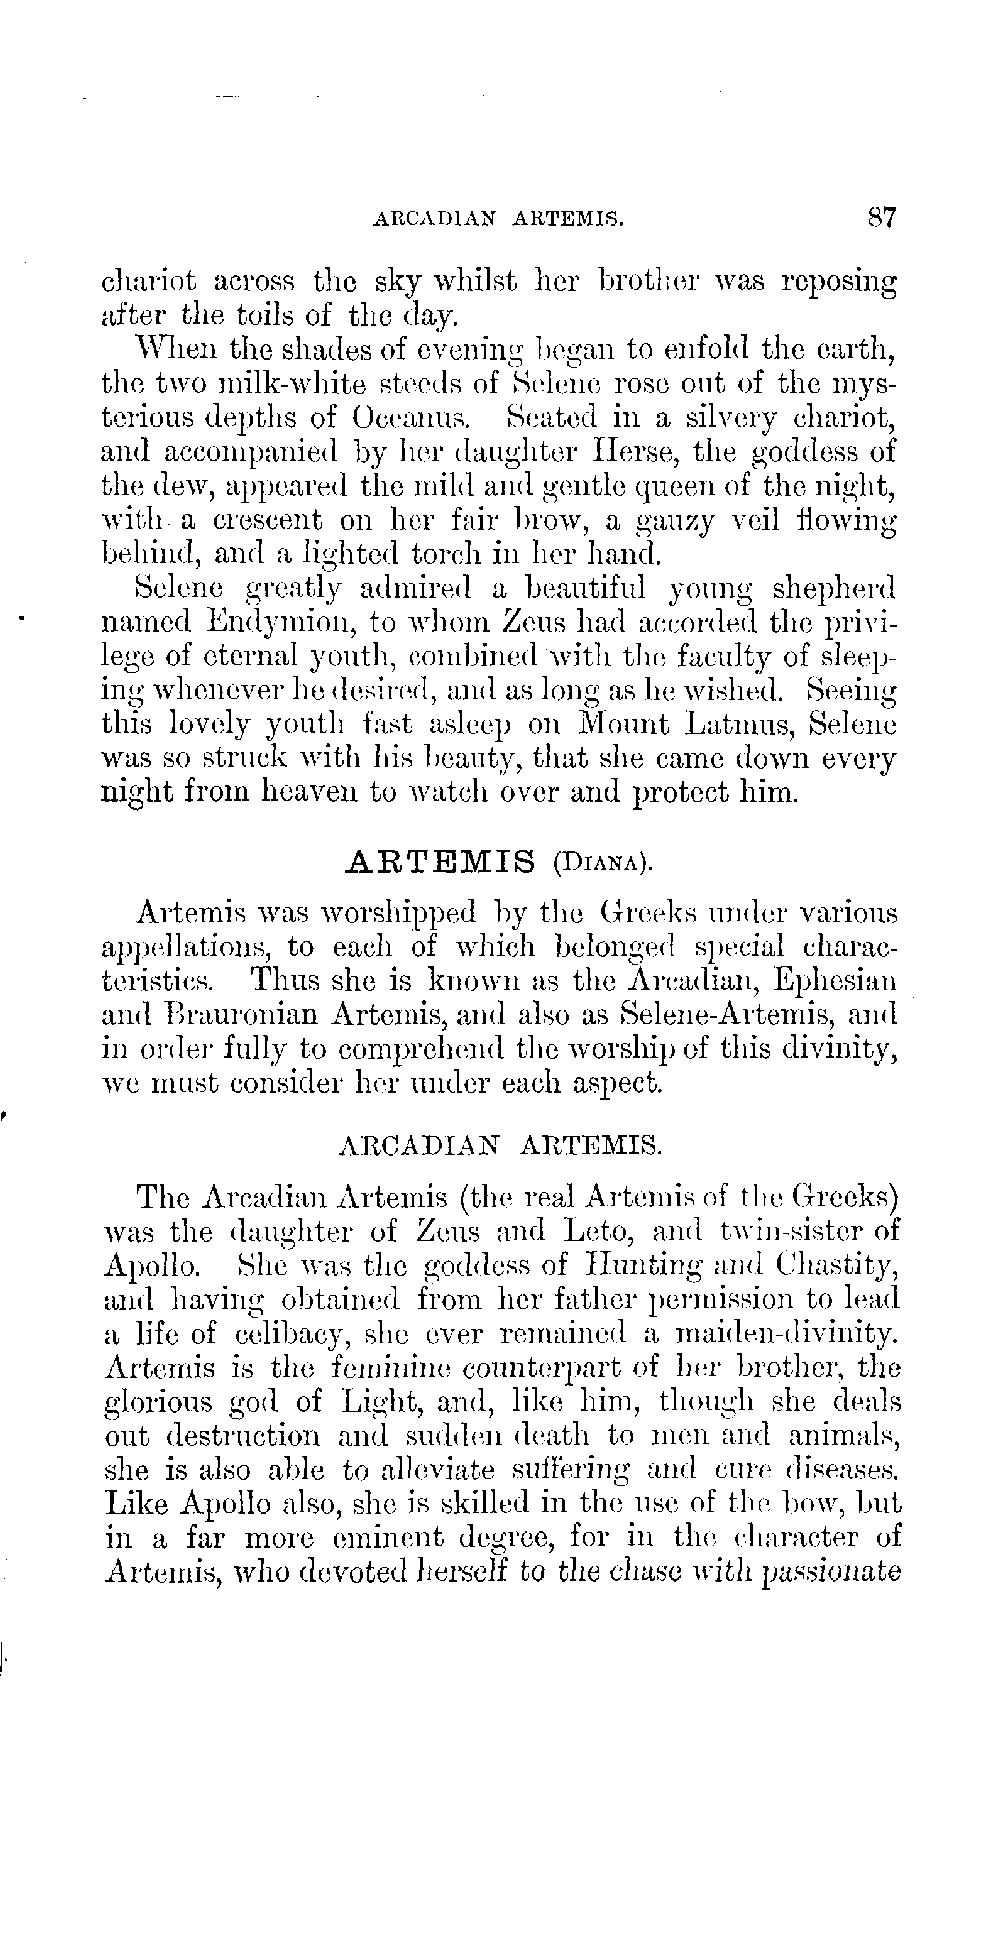 ARCADIAN ARTEMIS. 87
chariot across the sky whilst her brother was reposing
after the toils of the day.
When the shades of evening began to enfold the earth,
the two milk-white steeds of Selene rose out of the mys-
terious depths of Oceanus. Seated in a silvery chariot,
and accompanied by her daughter Herse, the goddess of
the dew, appeared the mild and gentle queen of the night,
with a crescent on her fair brow, a gauzy veil flowing
behind, and a lighted torch in her hand.
Selene greatly admired a beautiful young shepherd
named Endymion, to whom Zeus had accorded the privi-
lege of eternal youth, combined with the faculty of sleep-
ing whenever he desired, and as long as he wished. Seeing
this lovely youth fast asleep on Mount Latmus, Selene
was so struck with his beauty, that she came down every
night from heaven to watch over and protect him.
ARTEMIS (DIANA).
Artemis was worshipped by the Greeks under various
appellations, to each of which belonged special charac-
teristics. Thus she is known as the Arcadian, Ephesian
and Brauronian Artemis, and also as Selene-Artemis, and
in order fully to comprehend the worship of this divinity,
we must consider her under each aspect.
ARCADIAN ARTEMIS.
The Arcadian Artemis (the real Artemis of the Greeks)
was the daughter of Zeus and Leto, and twin-sister of
Apollo. She was the goddess of Hunting and Chastity,
and having obtained from her father permission to lead
a life of celibacy, she ever remained a maiden-divinity.
Artemis is the feminine counterpart of her brother, the
glorious god of Light, and, like him, though she deals
out destruction and sudden death to men and animals,
she is also able to alleviate suffering and cure diseases.
Like Apollo also, she is skilled in the use of the bow, but
in a far more eminent degree, for in the character of
Artemis, who devoted herself to the chase with passionate